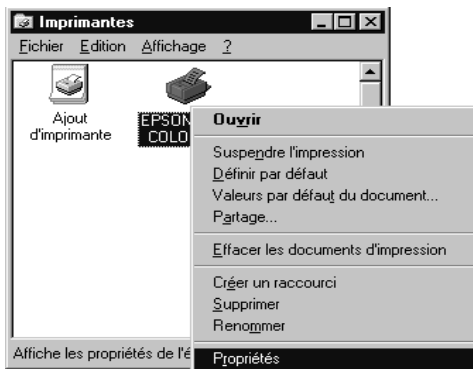 Imprimantes
Fichier Edition Affichage ?
Ajout
d'imprimante
EPSON
COLO
Ouvrir
Suspendre l'impression
Définir par défaut
Valeurs par défaut du document...
Partage...
Effacer les documents d'impression
Créer un raccourci
Supprimer
Renommer
Propriétés
Affiche les propriétés de l'é